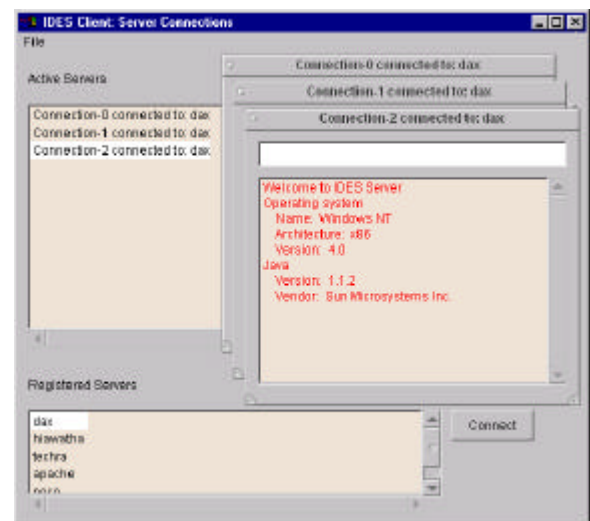 IDES Client: Server Connections
File
Active Servers
Connection-0 connected to: dax
Connection-1 connected to: dax
Connection-2 connected to: dax
Connection-0 connected to: dax
Connection-1 connected to: dax
Connection-2 connected to: dax
Welcome to IDES Server
Operating system
Name: Windows NT
Architecture: x86
Version: 4.0
Java
Version: 1.1.2
Vendor: Sun Microsystems Inc.
Registered Servers
dax
hiawatha
techra
apache
Connect